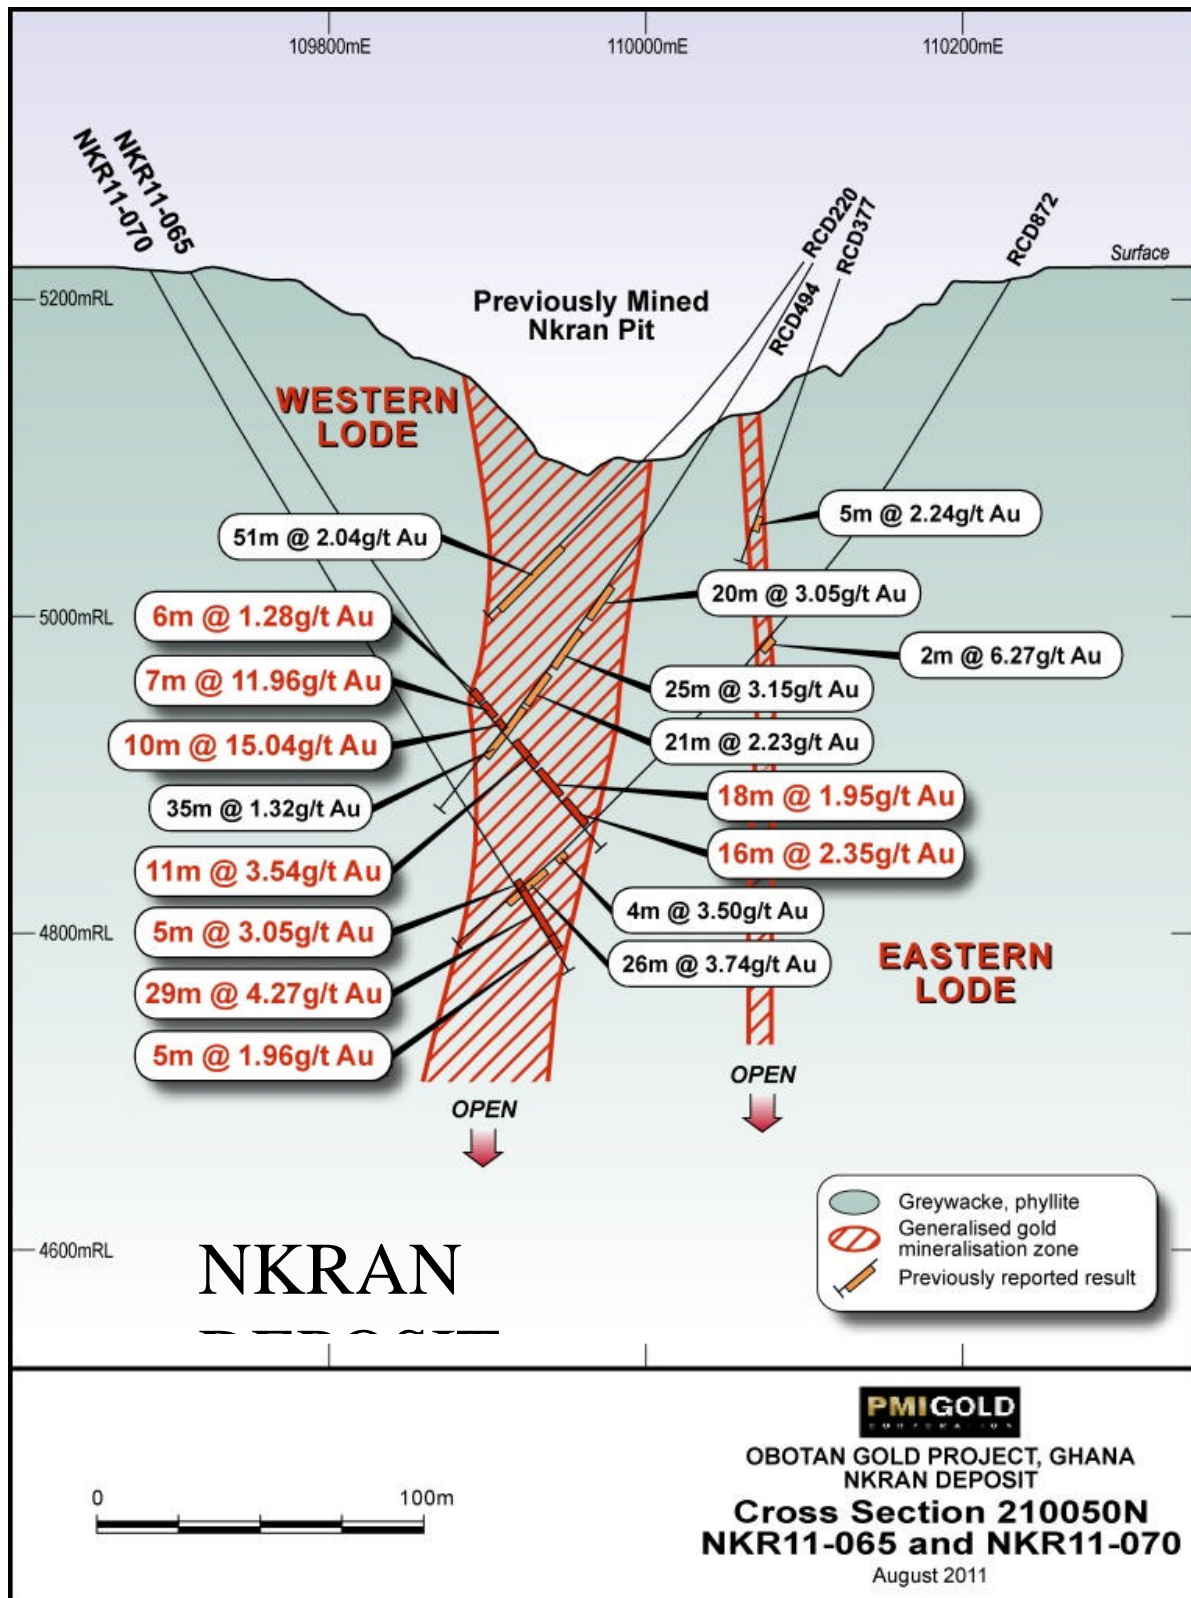 109800mE
110000mE
110200mE
NKR11-070
NKR11-065
RCD220
RCD377
RCD494
RCD872
Surface
5200mRL
Previously Mined
Nkran Pit
WESTERN
LODE
51m @ 2.04g/t Au
5m @ 2.24g/t Au
5000mRL
6m @ 1.28g/t Au
20m @ 3.05g/t Au
2m @ 6.27g/t Au
7m @ 11.96g/t Au
25m @ 3.15g/t Au
10m @ 15.04g/t Au
21m @ 2.23g/t Au
35m @ 1.32g/t Au
18m @ 1.95g/t Au
11m @ 3.54g/t Au
16m @ 2.35g/t Au
5m @ 3.05g/t Au
4m @ 3.50g/t Au
4800mRL
26m @ 3.74g/t Au
EASTERN
LODE
29m @ 4.27g/t Au
5m @ 1.96g/t Au
OPEN
OPEN
Greywacke, phyllite
Generalised gold
mineralisation zone
Previously reported result
4600mRL
NKRAN
DEPOSIT
PMIGOLD
CORPORATION
OBOTAN GOLD PROJECT, GHANA
NKRAN DEPOSIT
Cross Section 210050N
NKR11-065 and NKR11-070
August 2011
0
100m